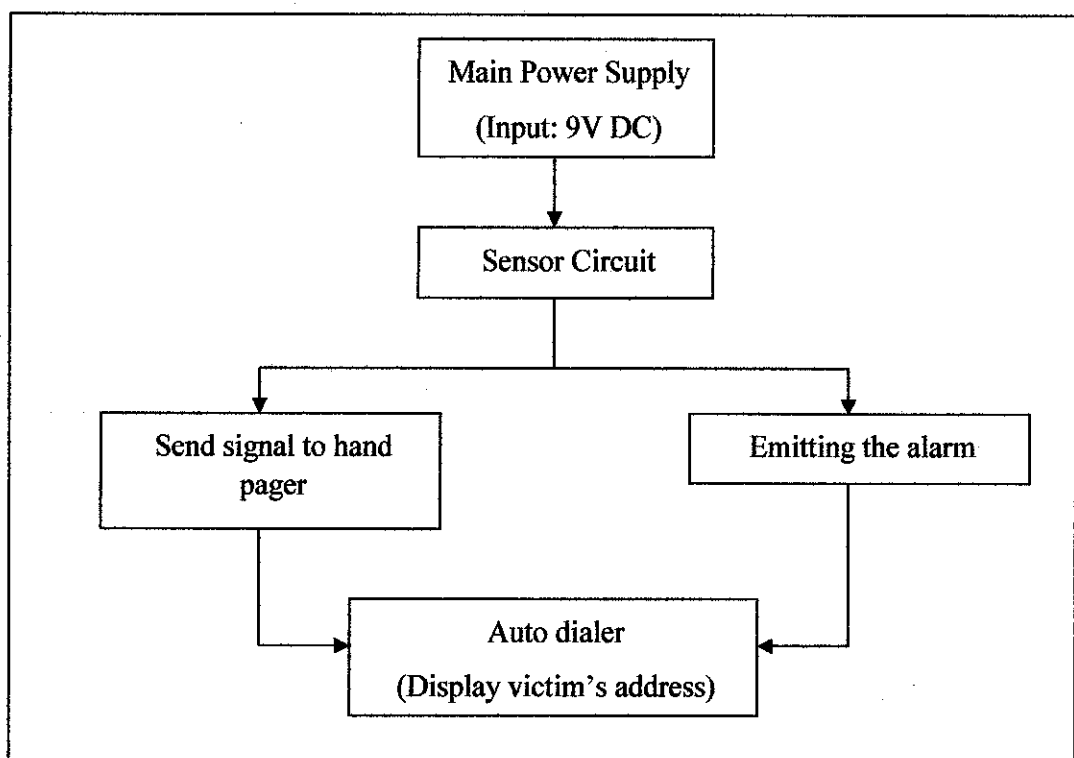 Main Power Supply
(Input: 9V DC)
Sensor Circuit
Send signal to hand
pager
Emitting the alarm
Auto dialer
(Display victim's address)